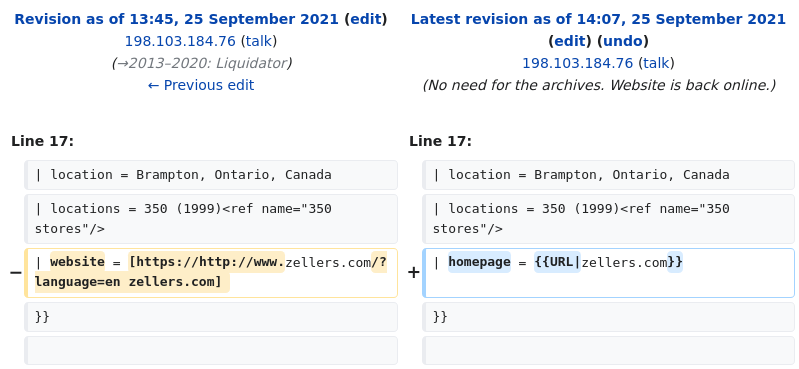 Revision as of 13:45, 25 September 2021 (edit)
198.103.184.76 (talk)
(→2013–2020: Liquidator)
← Previous edit
Latest revision as of 14:07, 25 September 2021
(edit) (undo)
198.103.184.76 (talk)
(No need for the archives. Website is back online.)
Line 17:
Line 17:
| location = Brampton, Ontario, Canada
| location = Brampton, Ontario, Canada
| locations = 350 (1999)<ref name="350
stores"/>
| locations = 350 (1999)<ref name="350
stores"/>
− | website = [https://http://www.zellers.com/?
language=en zellers.com]
+ | homepage = {{URL|zellers.com}}
}}
}}